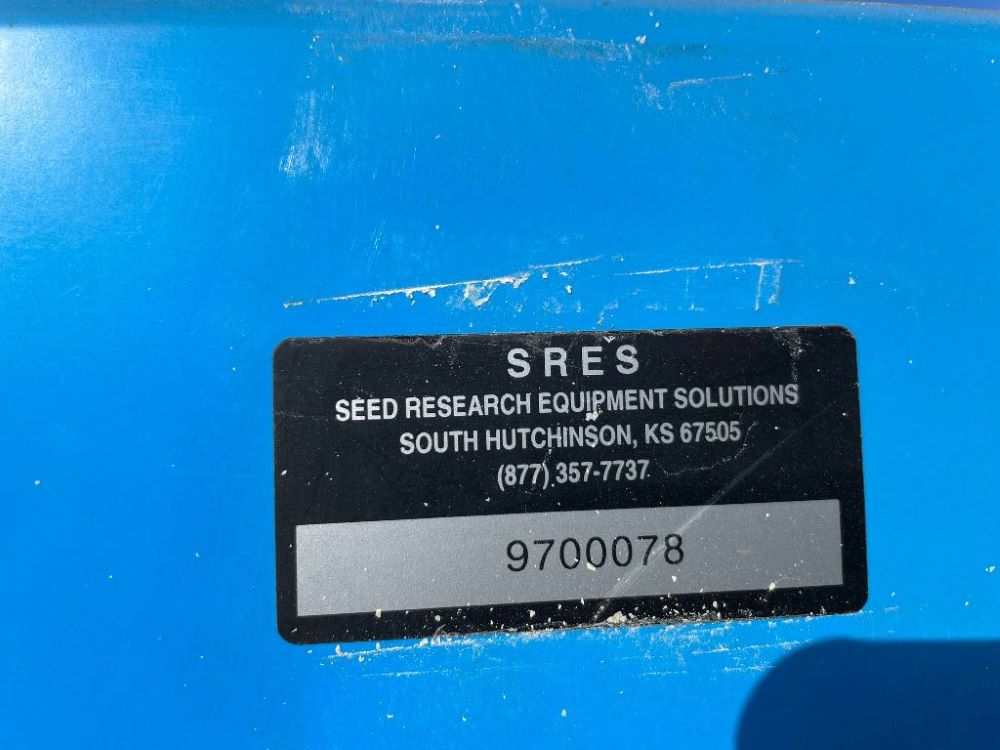 SRES
SEED RESEARCH EQUIPMENT SOLUTIONS
SOUTH HUTCHINSON, KS 67505
(877) 357-7737
9700078